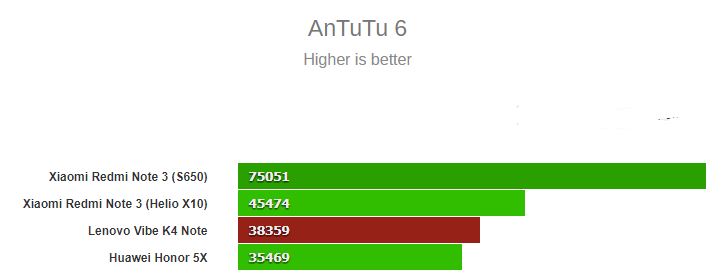 AnTuTu 6
Higher is better
Xiaomi Redmi Note 3 (S650) 75051
Xiaomi Redmi Note 3 (Helio X10) 45474
Lenovo Vibe K4 Note 38359
Huawei Honor 5X 35469